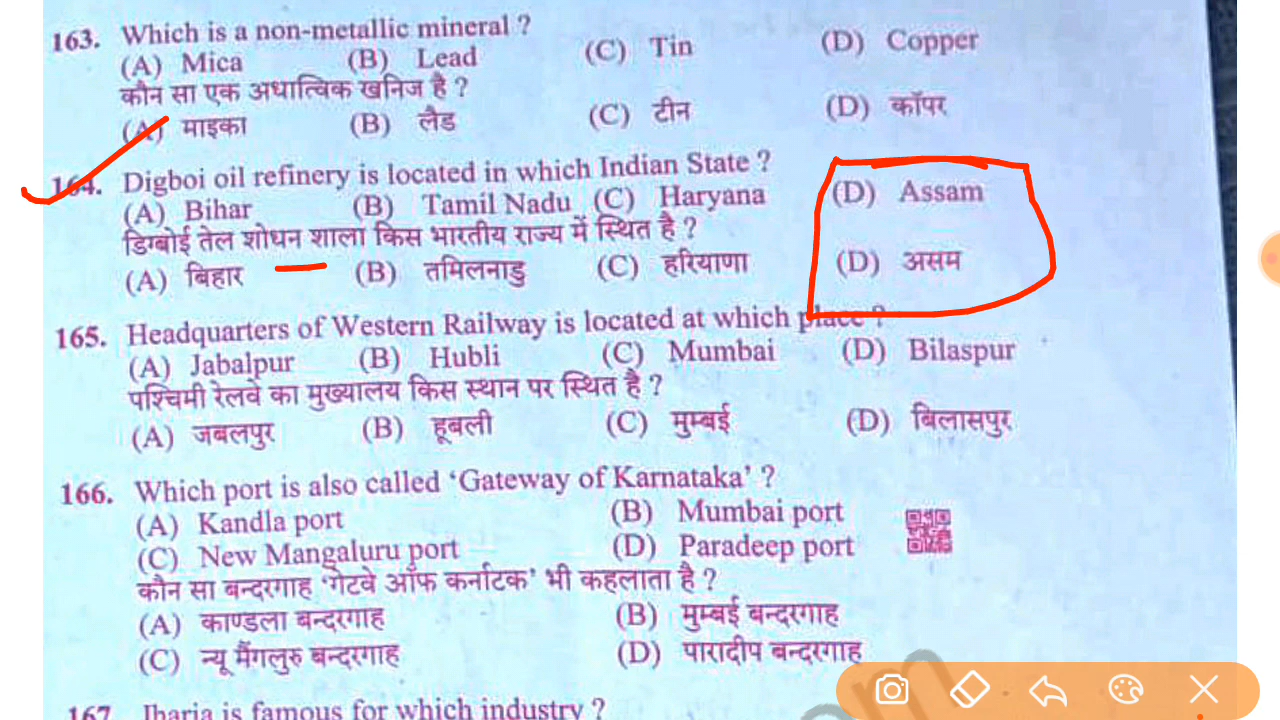 163. Which is a non-metallic mineral ?
(A) Mica (B) Lead (C) Tin (D) Copper
कौन सा एक अधात्विक खनिज है ?
(A) माइका (B) लैड (C) टीन (D) कॉपर
164. Digboi oil refinery is located in which Indian State ?
(A) Bihar (B) Tamil Nadu (C) Haryana (D) Assam
डिग्बोई तेल शोधन शाला किस भारतीय राज्य में स्थित है ?
(A) बिहार (B) तमिलनाडु (C) हरियाणा (D) असम
165. Headquarters of Western Railway is located at which place ?
(A) Jabalpur (B) Hubli (C) Mumbai (D) Bilaspur
पश्चिमी रेलवे का मुख्यालय किस स्थान पर स्थित है ?
(A) जबलपुर (B) हूबली (C) मुम्बई (D) बिलासपुर
166. Which port is also called ‘Gateway of Karnataka’ ?
(A) Kandla port (B) Mumbai port
(C) New Mangaluru port (D) Paradeep port
कौन सा बन्दरगाह ‘गेटवे ऑफ कर्नाटक’ भी कहलाता है ?
(A) काण्डला बन्दरगाह (B) मुम्बई बन्दरगाह
(C) न्यू मैंगलुरु बन्दरगाह (D) पारादीप बन्दरगाह
167. Jharia is famous for which industry ?